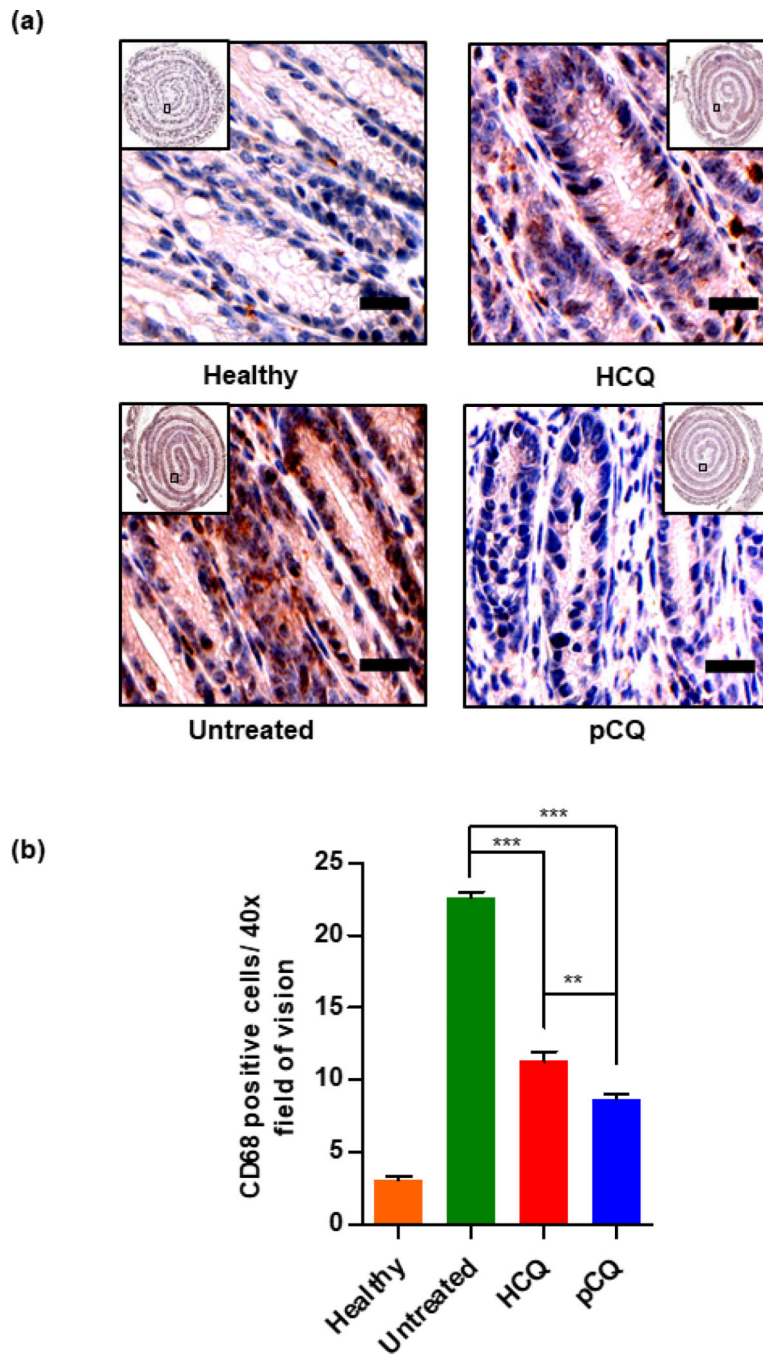 (a)
Healthy
HCQ
Untreated
pCQ
(b)
***
***
**
CD68 positive cells/ 40x
field of vision
25
20
15
10
5
0
Healthy
Untreated
HCQ
pCQ